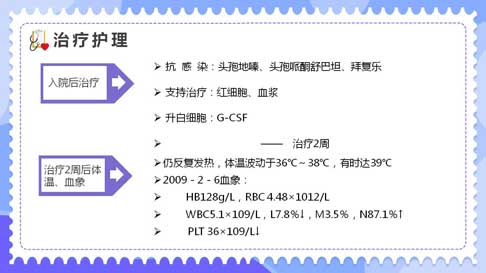 治疗护理
入院后治疗
➢ 抗 感 染：头孢地嗪、头孢哌酮舒巴坦、拜复乐
➢ 支持治疗：红细胞、血浆
➢ 升白细胞：G-CSF
➢ —— 治疗2周
治疗2周后体温、血象
➢仍反复发热，体温波动于36℃～38℃，有时达39℃
➢2009－2－6血象：
➢ HB128g/L，RBC 4.48×1012/L
➢ WBC5.1×109/L，L7.8%↓，M3.5%，N87.1%↑
➢ PLT 36×109/L↓